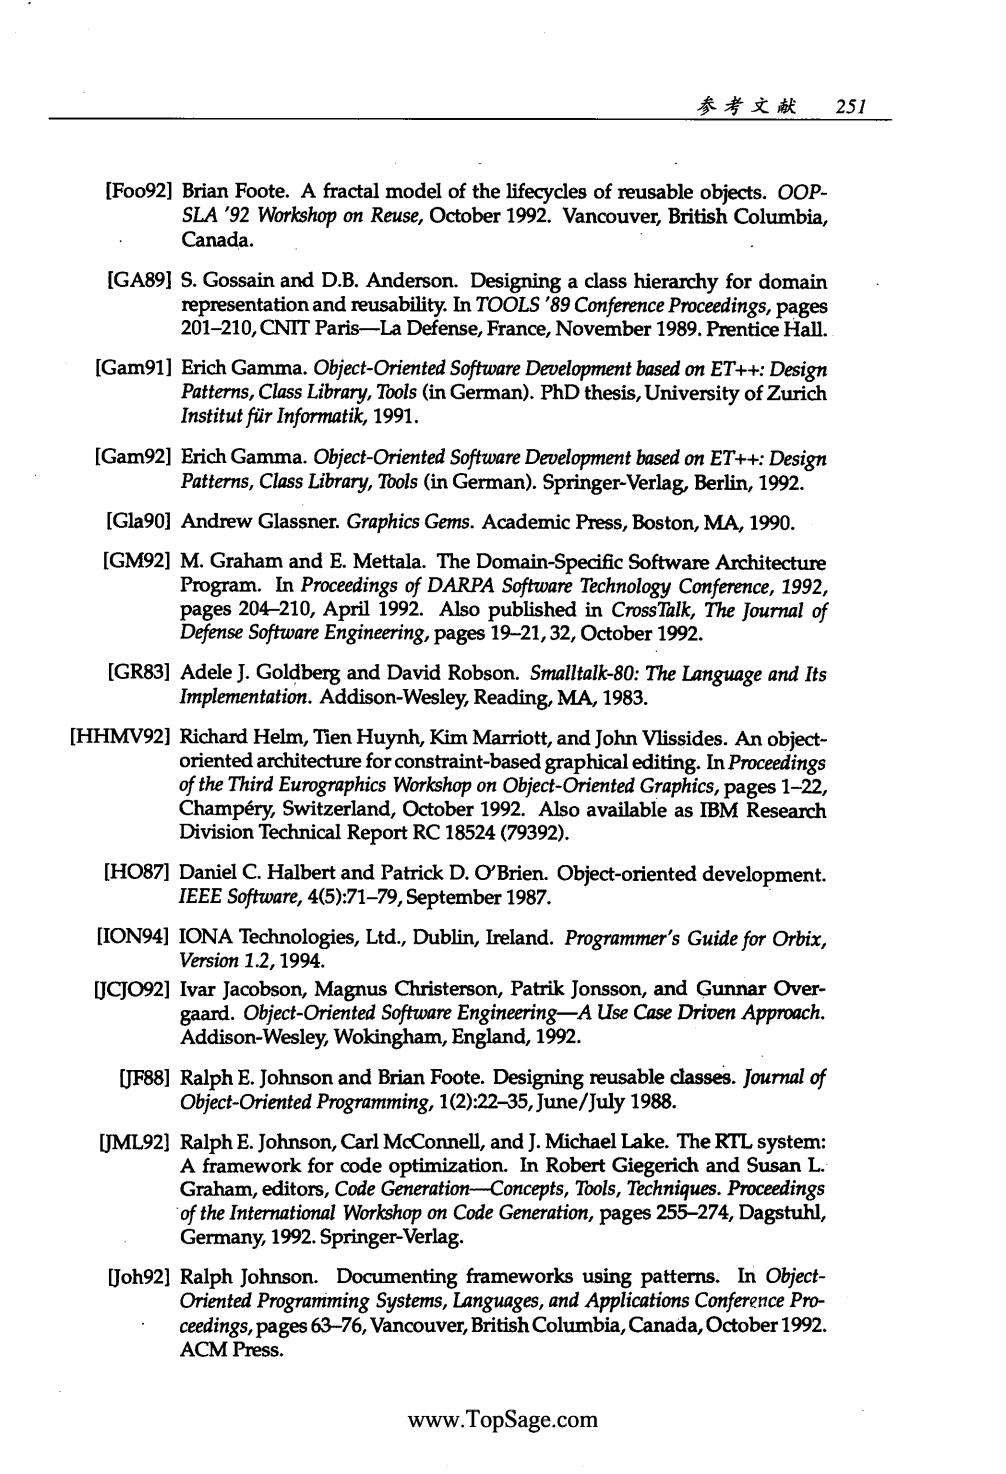 参考文献 251
[Foo92] Brian Foote. A fractal model of the lifecycles of reusable objects. OOP-
SLA '92 Workshop on Reuse, October 1992. Vancouver, British Columbia,
Canada.
[GA89] S. Gossain and D.B. Anderson. Designing a class hierarchy for domain
representation and reusability. In TOOLS '89 Conference Proceedings, pages
201–210, CNIT Paris—La Defense, France, November 1989. Prentice Hall.
[Gam91] Erich Gamma. Object-Oriented Software Development based on ET++: Design
Patterns, Class Library, Tools (in German). PhD thesis, University of Zurich
Institut für Informatik, 1991.
[Gam92] Erich Gamma. Object-Oriented Software Development based on ET++: Design
Patterns, Class Library, Tools (in German). Springer-Verlag, Berlin, 1992.
[Gla90] Andrew Glassner. Graphics Gems. Academic Press, Boston, MA, 1990.
[GM92] M. Graham and E. Mettala. The Domain-Specific Software Architecture
Program. In Proceedings of DARPA Software Technology Conference, 1992,
pages 204–210, April 1992. Also published in CrossTalk, The Journal of
Defense Software Engineering, pages 19–21, 32, October 1992.
[GR83] Adele J. Goldberg and David Robson. Smalltalk-80: The Language and Its
Implementation. Addison-Wesley, Reading, MA, 1983.
[HHMV92] Richard Helm, Tien Huynh, Kim Marriott, and John Vlissides. An object-
oriented architecture for constraint-based graphical editing. In Proceedings
of the Third Eurographics Workshop on Object-Oriented Graphics, pages 1–22,
Champéry, Switzerland, October 1992. Also available as IBM Research
Division Technical Report RC 18524 (79392).
[HO87] Daniel C. Halbert and Patrick D. O'Brien. Object-oriented development.
IEEE Software, 4(5):71–79, September 1987.
[ION94] IONA Technologies, Ltd., Dublin, Ireland. Programmer's Guide for Orbix,
Version 1.2, 1994.
[JCJO92] Ivar Jacobson, Magnus Christerson, Patrik Jonsson, and Gunnar Over-
gaard. Object-Oriented Software Engineering—A Use Case Driven Approach.
Addison-Wesley, Wokingham, England, 1992.
[JF88] Ralph E. Johnson and Brian Foote. Designing reusable classes. Journal of
Object-Oriented Programming, 1(2):22–35, June/July 1988.
[JML92] Ralph E. Johnson, Carl McConnell, and J. Michael Lake. The RTL system:
A framework for code optimization. In Robert Giegerich and Susan L.
Graham, editors, Code Generation—Concepts, Tools, Techniques. Proceedings
of the International Workshop on Code Generation, pages 255–274, Dagstuhl,
Germany, 1992. Springer-Verlag.
[Joh92] Ralph Johnson. Documenting frameworks using patterns. In Object-
Oriented Programming Systems, Languages, and Applications Conference Pro-
ceedings, pages 63–76, Vancouver, British Columbia, Canada, October 1992.
ACM Press.
www.TopSage.com